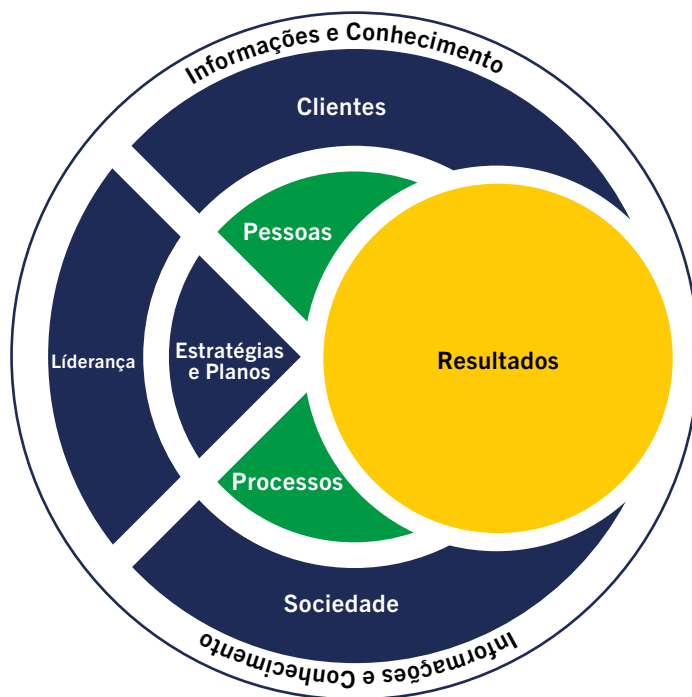 Informações e Conhecimento
Clientes
Pessoas
Líderança
Estratégias
e Planos
Resultados
Processos
Sociedade
Informações e Conhecimento